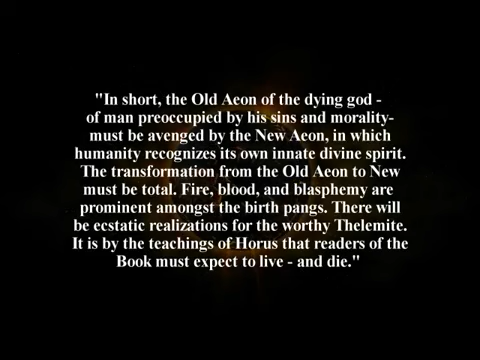 "In short, the Old Aeon of the dying god -
of man preoccupied by his sins and morality-
must be avenged by the New Aeon, in which
humanity recognizes its own innate divine spirit.
The transformation from the Old Aeon to New
must be total. Fire, blood, and blasphemy are
prominent amongst the birth pangs. There will
be ecstatic realizations for the worthy Thelemite.
It is by the teachings of Horus that readers of the
Book must expect to live - and die."